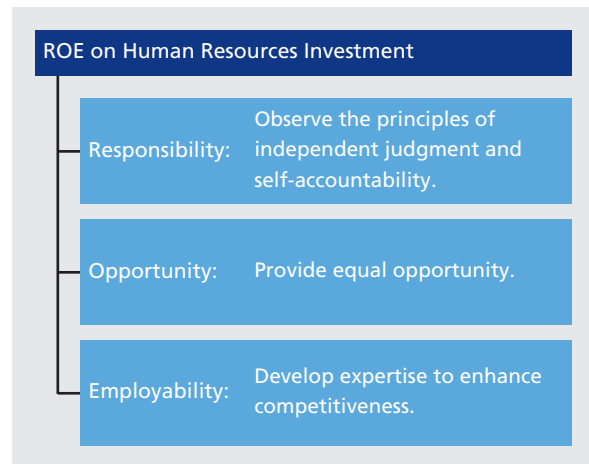 ROE on Human Resources Investment
Responsibility:
Observe the principles of
independent judgment and
self-accountability.
Opportunity:
Provide equal opportunity.
Employability:
Develop expertise to enhance
competitiveness.